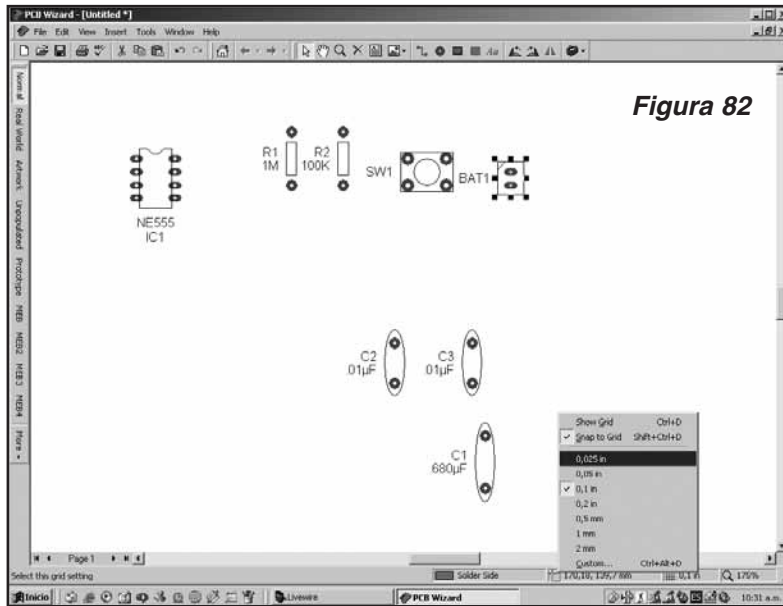 PCB Wizard - [Untitled *]
File Edit View Insert Tools Window Help
Normal
Real World
Artwork
Unpopulated
Prototype
MEB
MEB2
MEB3
MEB4
More
Figura 82
R1
1M
R2
100K
SW1
BAT1
NE555
IC1
C2
.01µF
C3
.01µF
C1
680µF
Show Grid Ctrl+D
Snap to Grid Shift+Ctrl+D
0,025 in
0,05 in
0,1 in
0,2 in
0,5 mm
1 mm
2 mm
Custom... Ctrl+Alt+D
Page 1
Select this grid setting
Solder Side
0,1 in
175%
Inicio
Livewire
PCB Wizard
10:31 a.m.